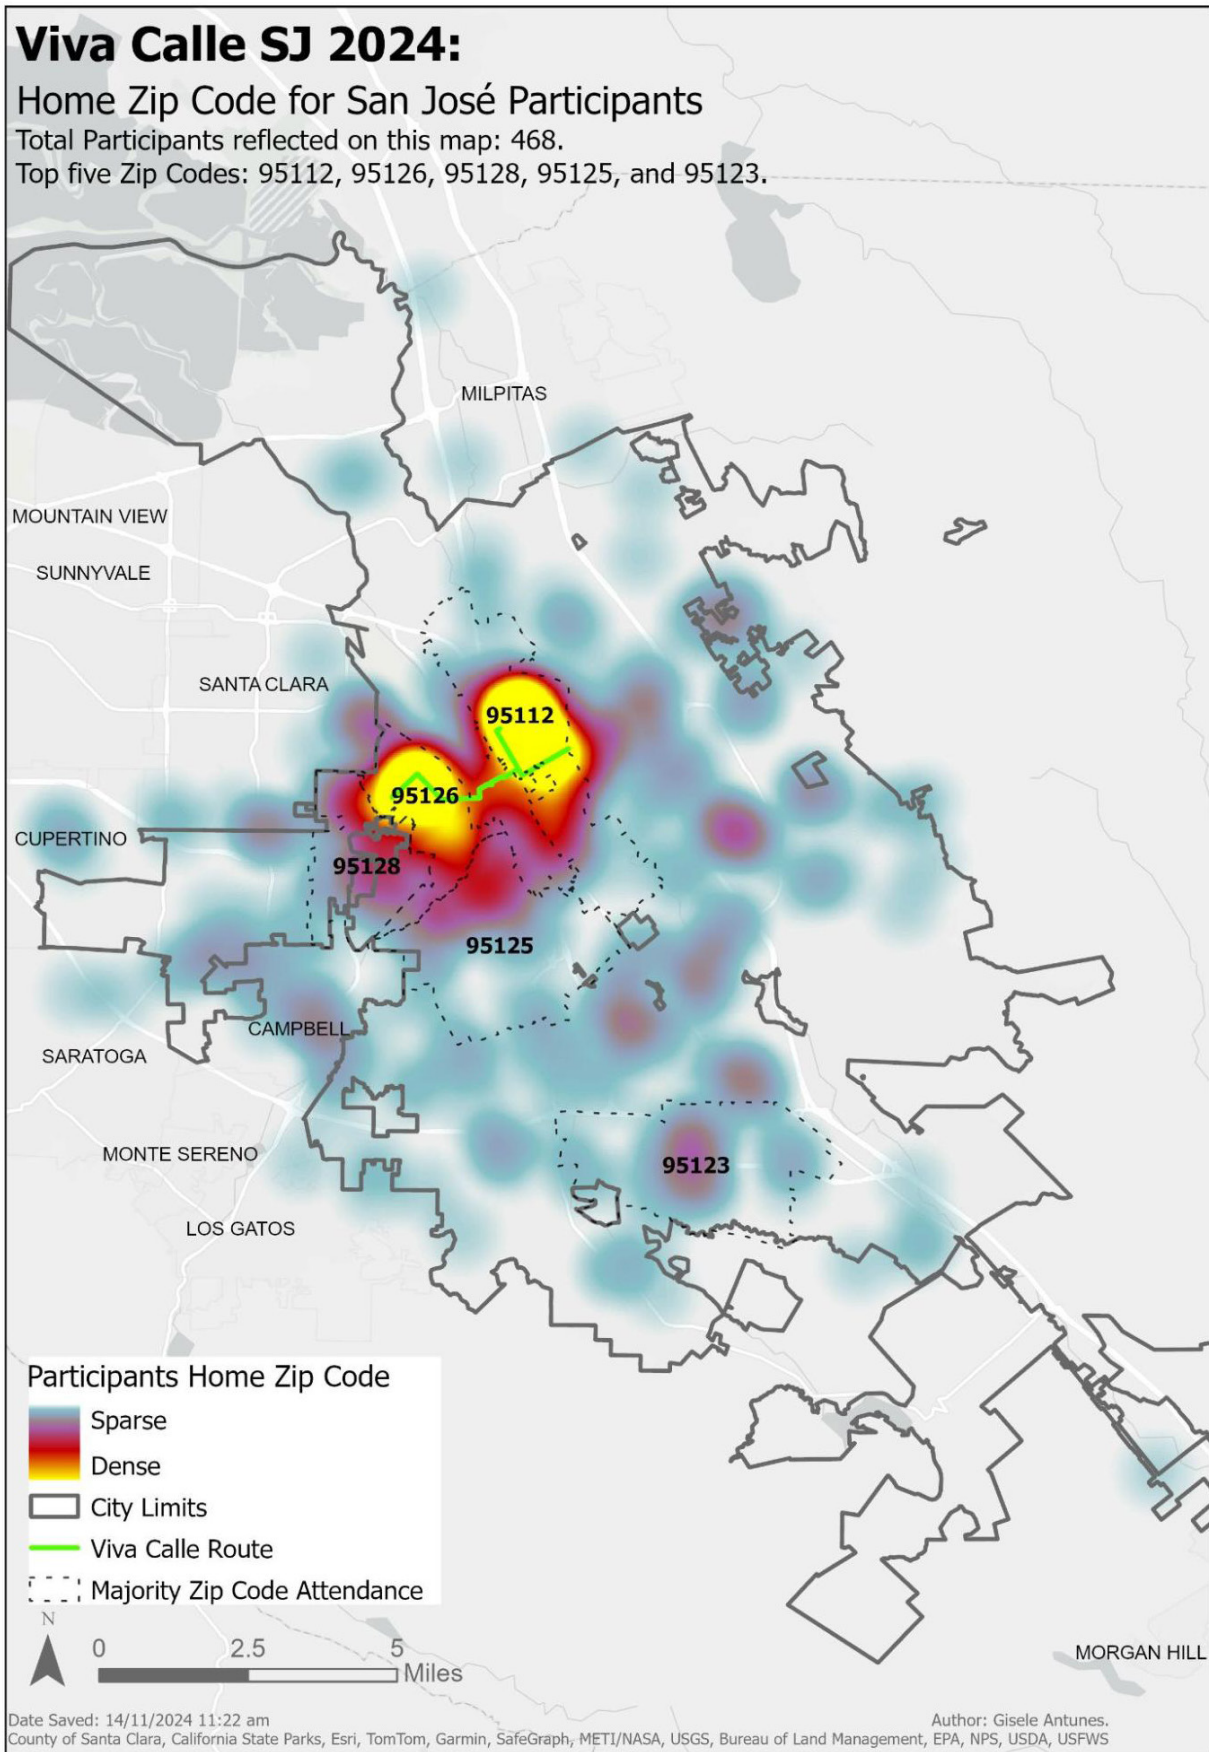 Viva Calle SJ 2024:
Home Zip Code for San José Participants
Total Participants reflected on this map: 468.
Top five Zip Codes: 95112, 95126, 95128, 95125, and 95123.
MILPITAS
MOUNTAIN VIEW
SUNNYVALE
SANTA CLARA
95112
95126
CUPERTINO
95128
95125
CAMPBELL
SARATOGA
MONTE SERENO
95123
LOS GATOS
Participants Home Zip Code
Sparse
Dense
City Limits
Viva Calle Route
Majority Zip Code Attendance
N
0 2.5 5
Miles
MORGAN HILL
Date Saved: 14/11/2024 11:22 am
Author: Gisele Antunes.
County of Santa Clara, California State Parks, Esri, TomTom, Garmin, SafeGraph, METI/NASA, USGS, Bureau of Land Management, EPA, NPS, USDA, USFWS